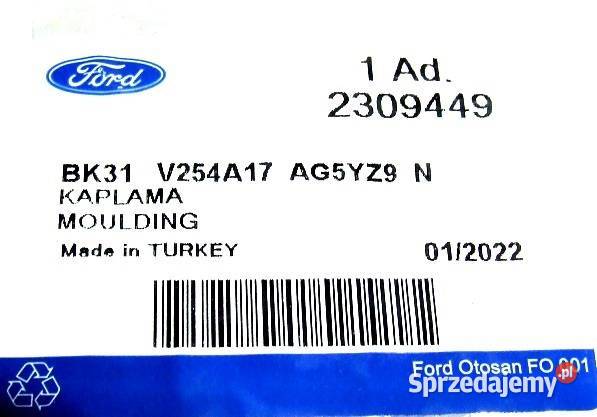 Ford
1 Ad.
2309449
BK31 V254A17 AG5YZ9 N
KAPLAMA
MOULDING
Made in TURKEY 01/2022
Ford Otosan FO 001
Sprzedajemy.pl